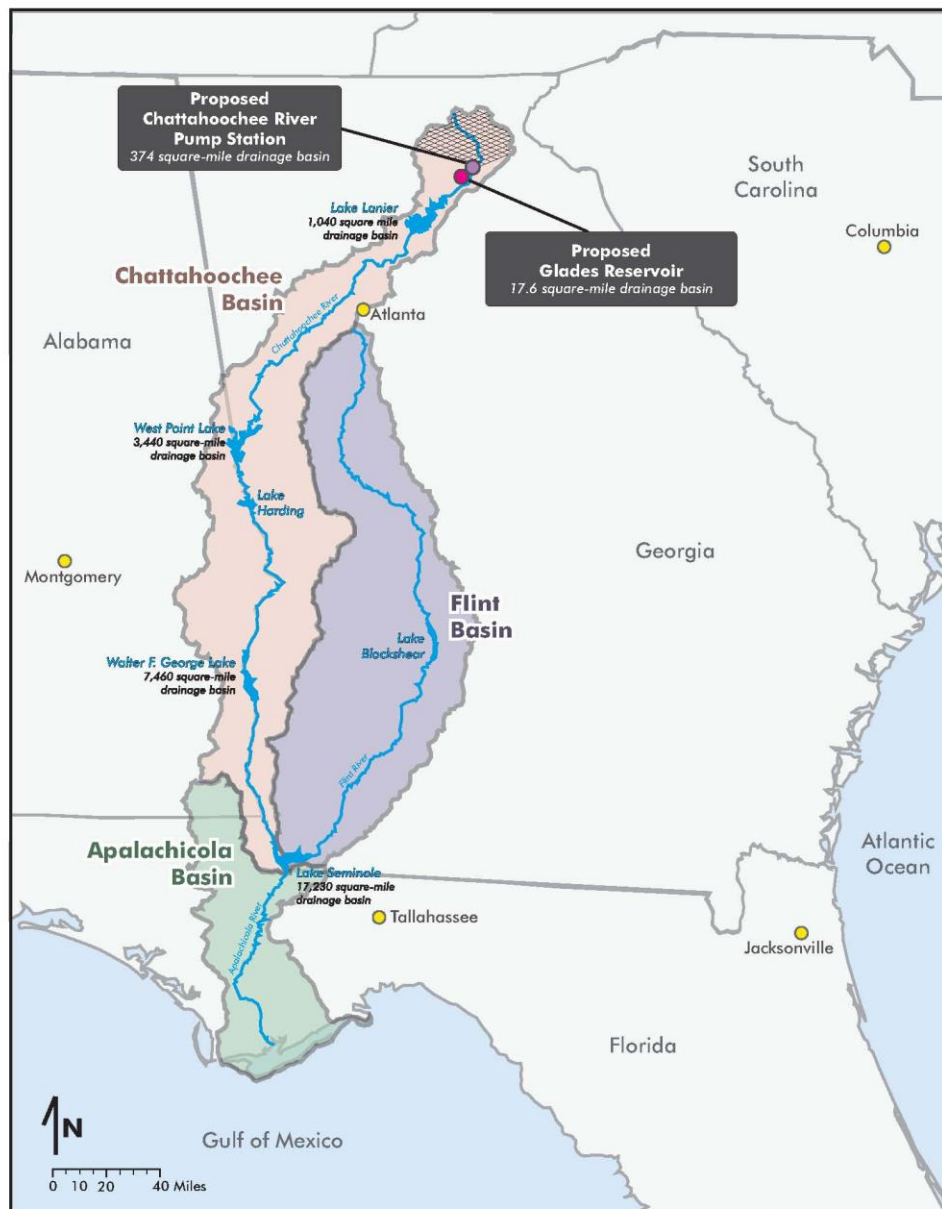 Proposed
Chattahoochee River
Pump Station
374 square-mile drainage basin
South
Carolina
Lake Lanier
1,040 square mile
drainage basin
Columbia
Proposed
Glades Reservoir
17.6 square-mile drainage basin
Chattahoochee
Basin
Chattahoochee River
Atlanta
Alabama
West Point Lake
3,440 square-mile
drainage basin
Lake
Harding
Georgia
Montgomery
Flint
Basin
Lake
Blackshear
Walter F. George Lake
7,460 square-mile
drainage basin
Flint River
Apalachicola
Basin
Atlantic
Ocean
Lake Seminole
17,230 square-mile
drainage basin
Apalachicola River
Tallahassee
Jacksonville
Florida
N
Gulf of Mexico
0 10 20 40 Miles